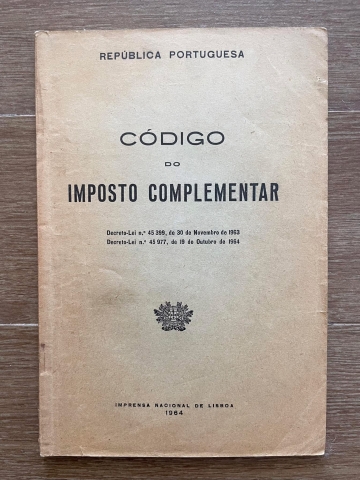 REPÚBLICA PORTUGUESA
CÓDIGO
DO
IMPOSTO COMPLEMENTAR
Decreto-Lei n.º 45 399, de 30 de Novembro de 1963
Decreto-Lei n.º 45 977, de 19 de Outubro de 1964
IMPRENSA NACIONAL DE LISBOA
1964